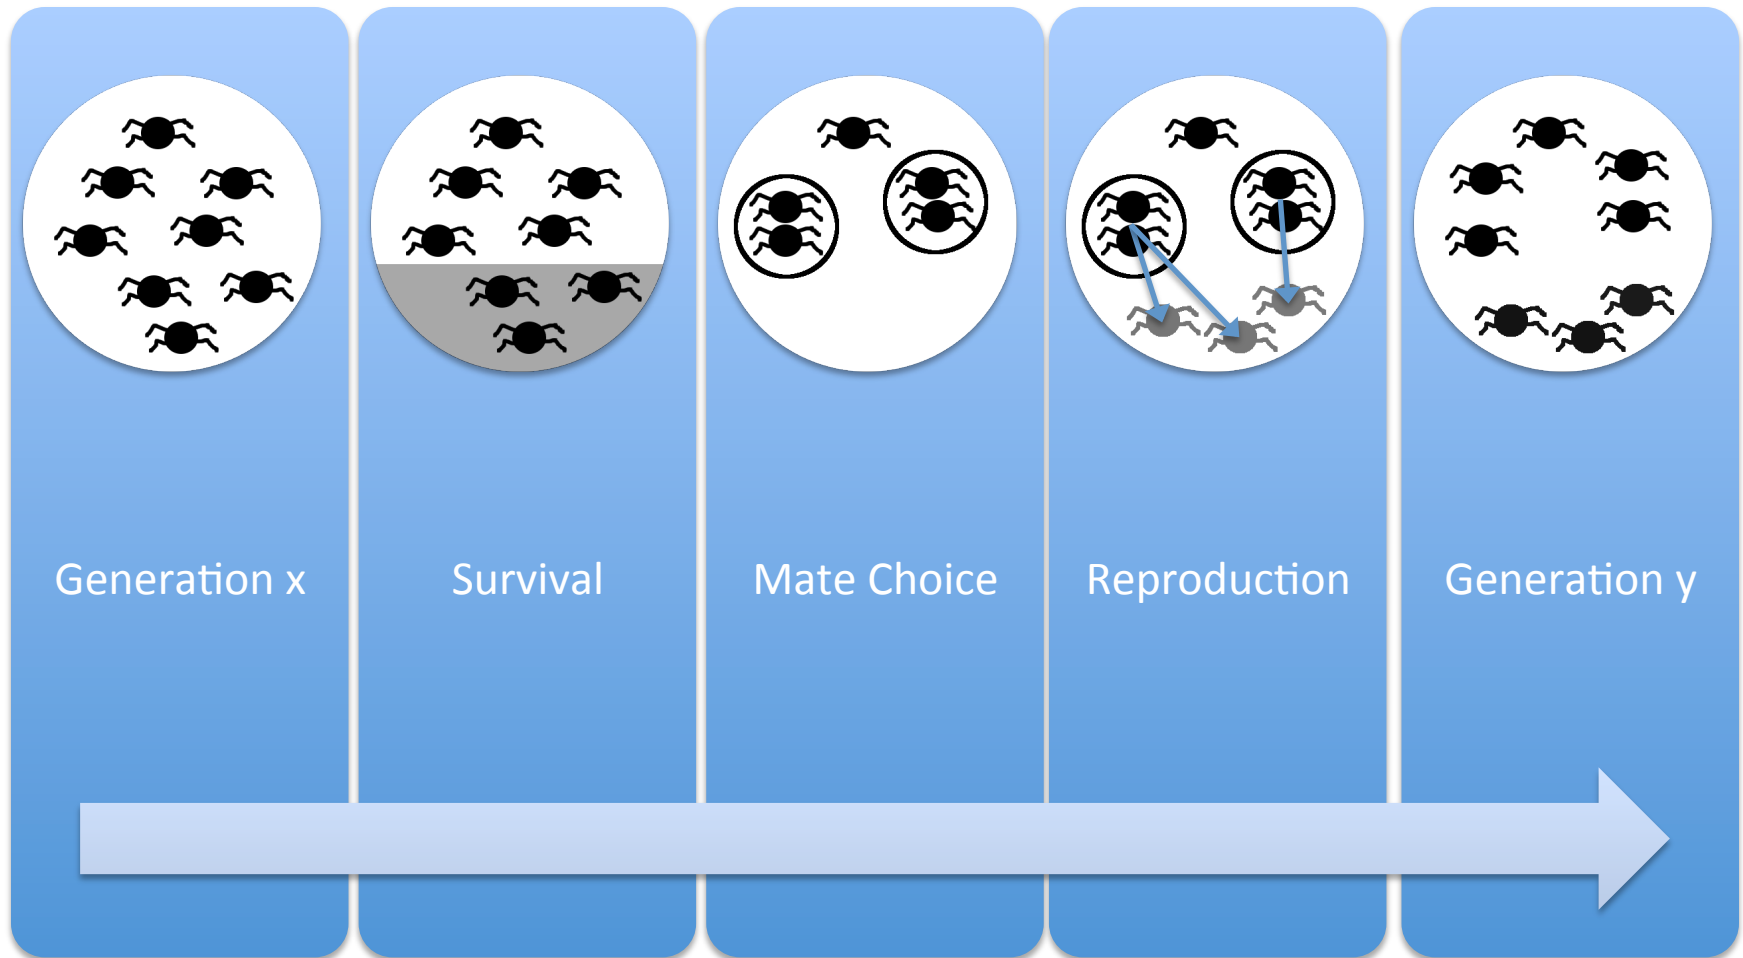 Generation x
Survival
Mate Choice
Reproduction
Generation y